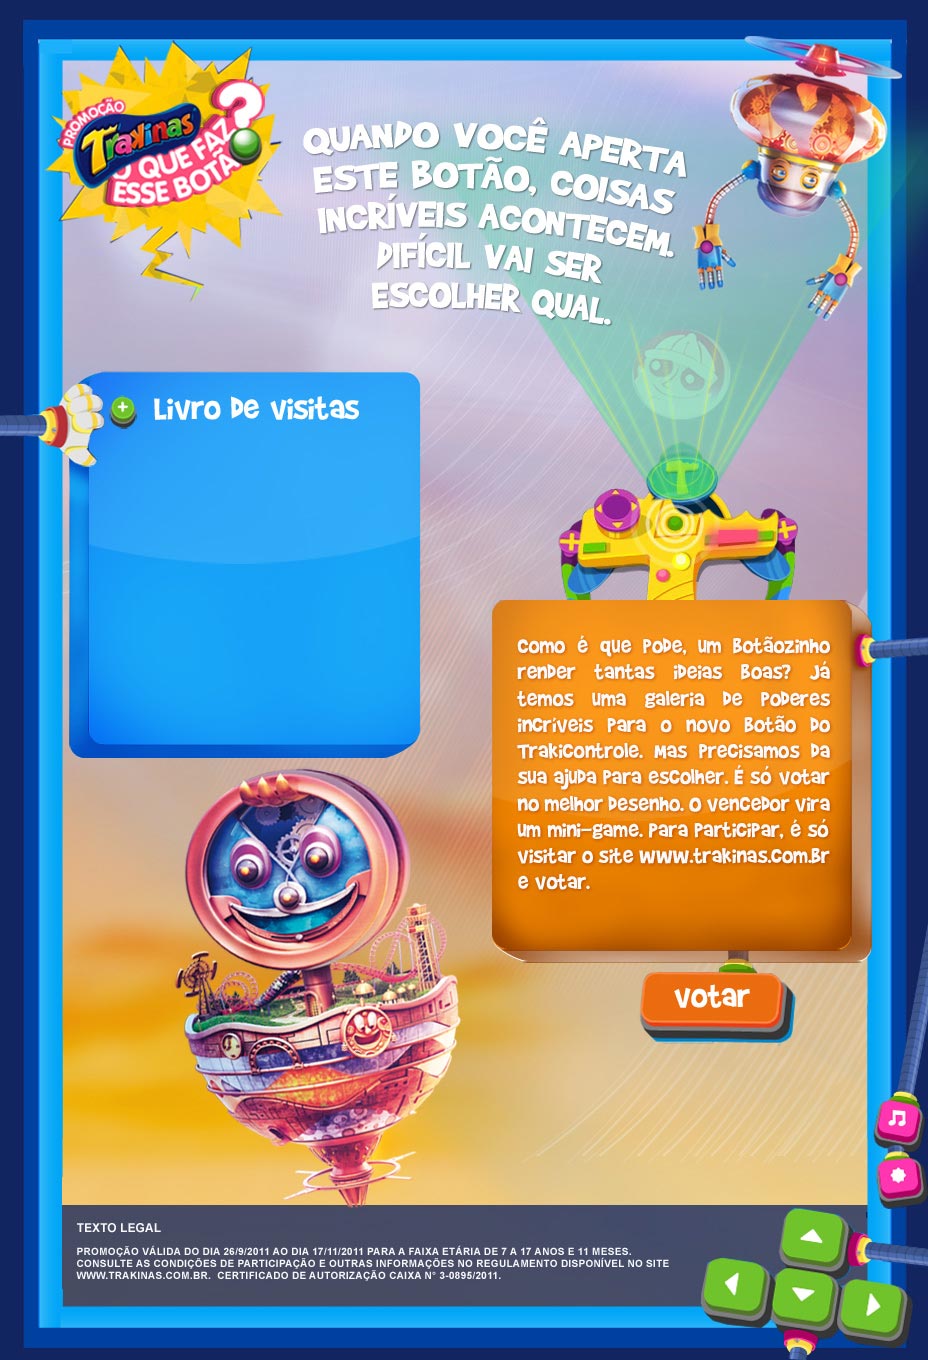 PROMOÇÃO
Trakinas
O QUE FAZ
ESSE BOTÃO
?
QUANDO VOCÊ APERTA
ESTE BOTÃO, COISAS
INCRÍVEIS ACONTECEM.
DIFÍCIL VAI SER
ESCOLHER QUAL.
Livro de visitas
T
Como é que pode, um botãozinho
render tantas ideias boas? Já
temos uma galeria de poderes
incríveis para o novo botão do
Trakicontrole. Mas precisamos da
sua ajuda para escolher. É só votar
no melhor desenho. O vencedor vira
um mini-game. Para participar, é só
visitar o site www.trakinas.com.br
e votar.
votar
TEXTO LEGAL
PROMOÇÃO VÁLIDA DO DIA 26/9/2011 AO DIA 17/11/2011 PARA A FAIXA ETÁRIA DE 7 A 17 ANOS E 11 MESES.
CONSULTE AS CONDIÇÕES DE PARTICIPAÇÃO E OUTRAS INFORMAÇÕES NO REGULAMENTO DISPONÍVEL NO SITE
WWW.TRAKINAS.COM.BR. CERTIFICADO DE AUTORIZAÇÃO CAIXA N° 3-0895/2011.